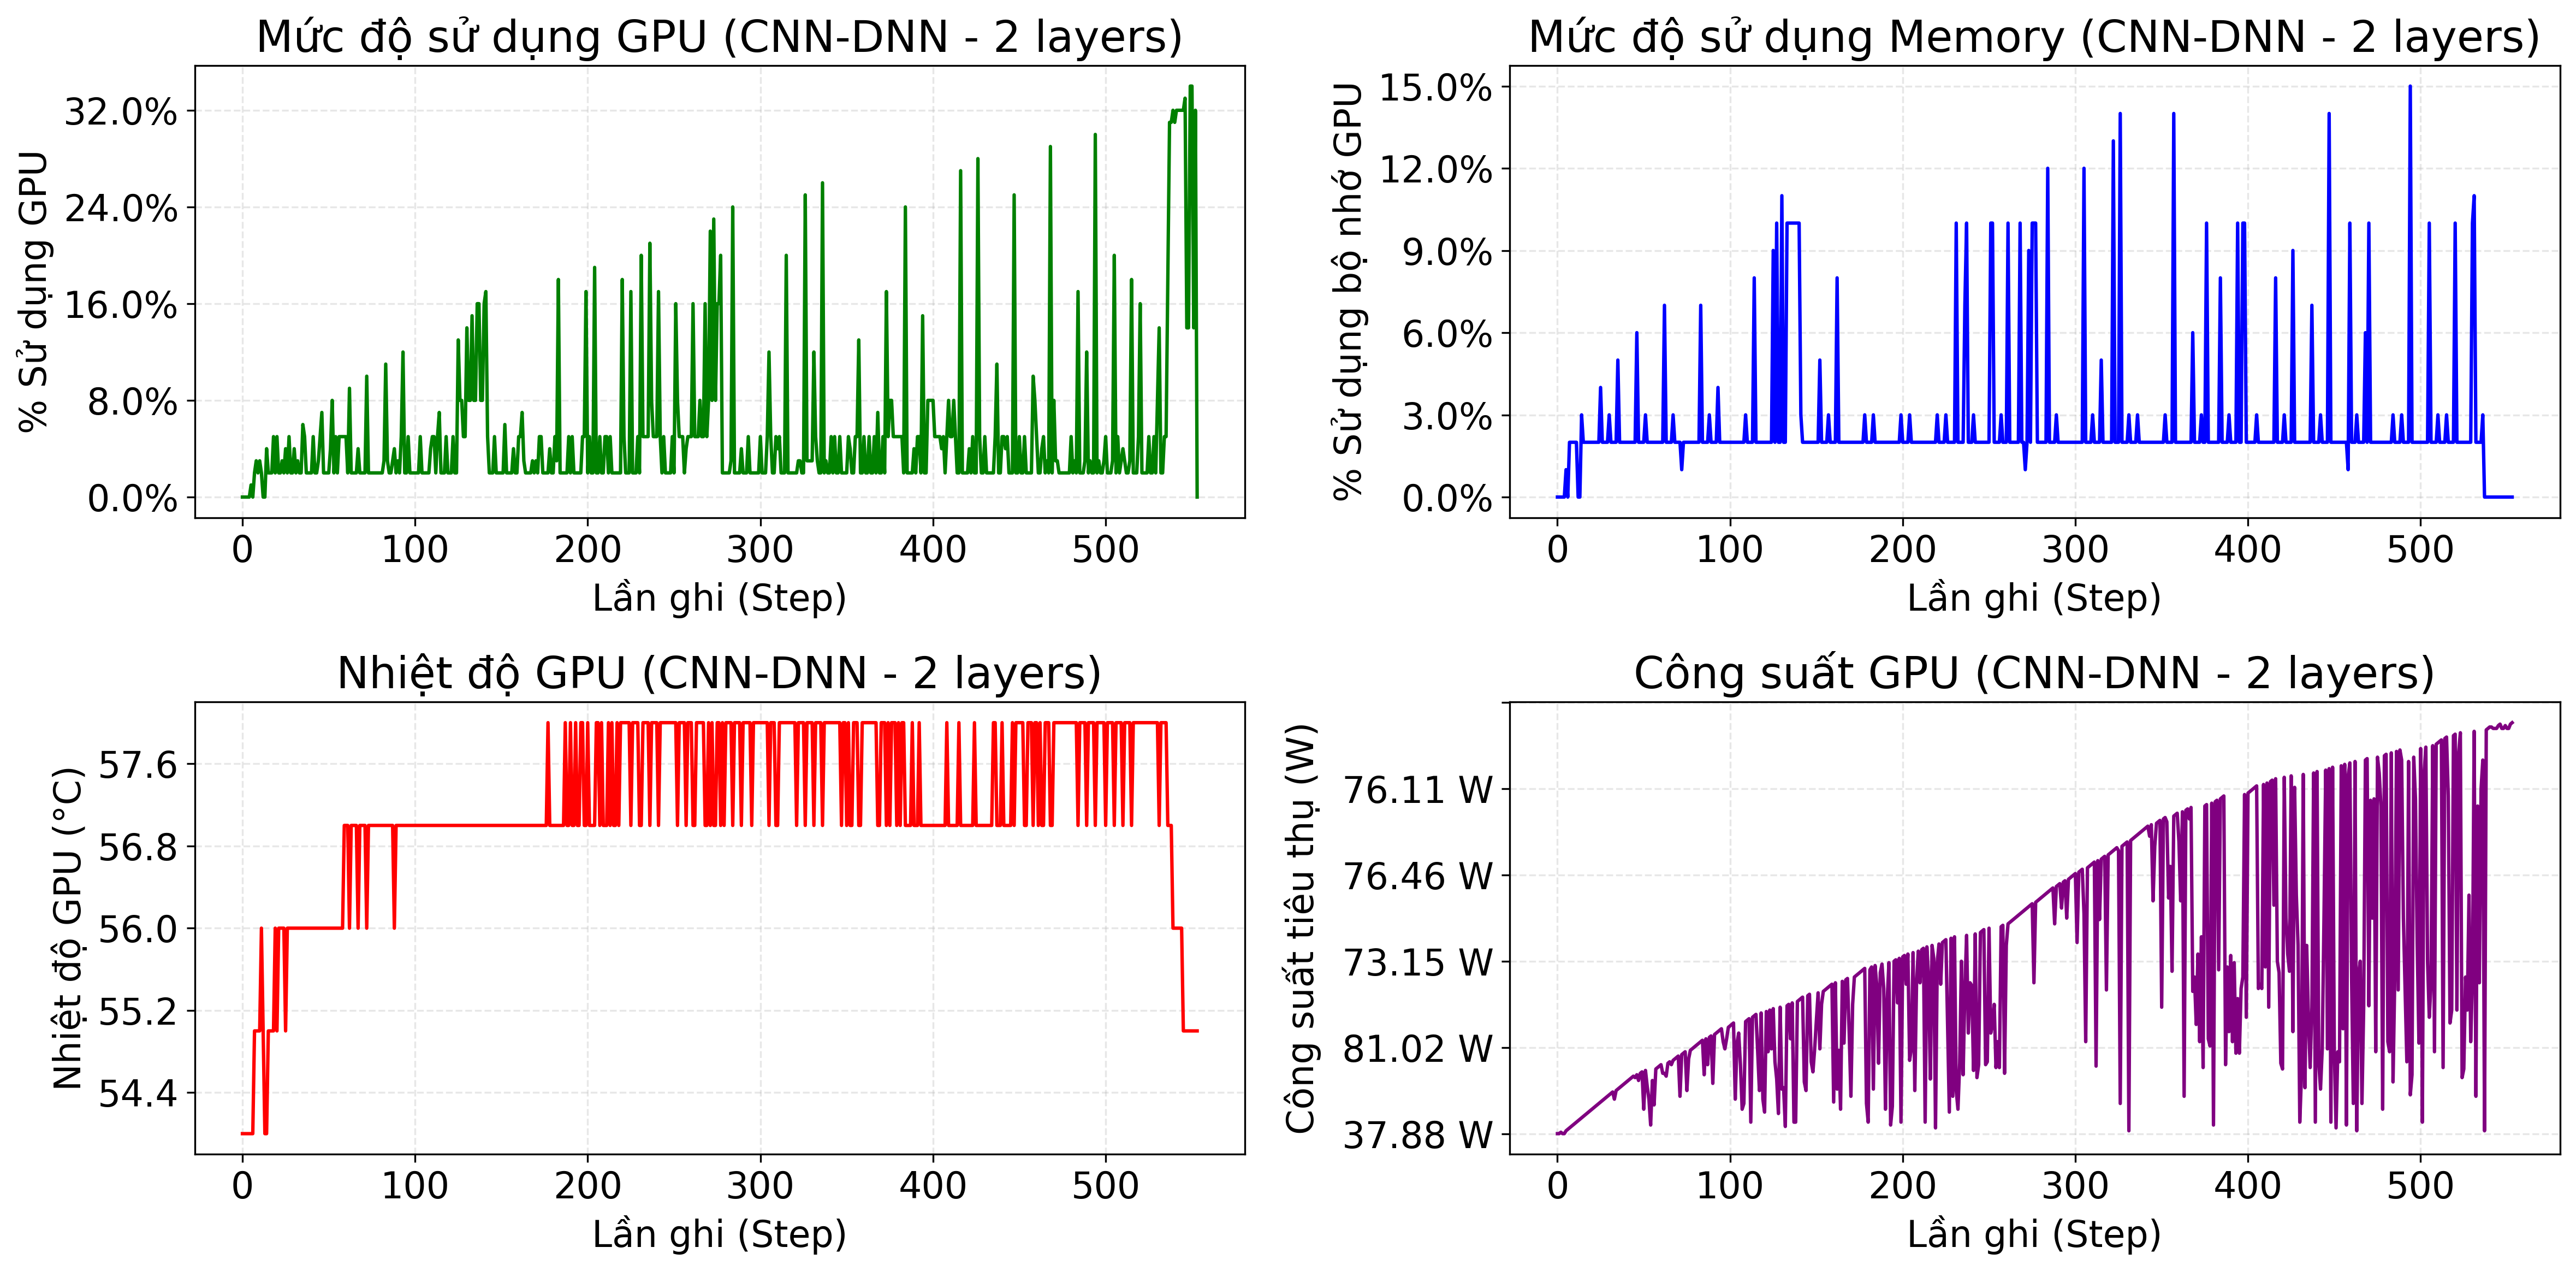 Mức độ sử dụng GPU (CNN-DNN - 2 layers)
% Sử dụng GPU
32.0%
24.0%
16.0%
8.0%
0.0%
0 100 200 300 400 500
Lần ghi (Step)
Mức độ sử dụng Memory (CNN-DNN - 2 layers)
% Sử dụng bộ nhớ GPU
15.0%
12.0%
9.0%
6.0%
3.0%
0.0%
0 100 200 300 400 500
Lần ghi (Step)
Nhiệt độ GPU (CNN-DNN - 2 layers)
Nhiệt độ GPU (°C)
57.6
56.8
56.0
55.2
54.4
0 100 200 300 400 500
Lần ghi (Step)
Công suất GPU (CNN-DNN - 2 layers)
Công suất tiêu thụ (W)
76.11 W
76.46 W
73.15 W
81.02 W
37.88 W
0 100 200 300 400 500
Lần ghi (Step)